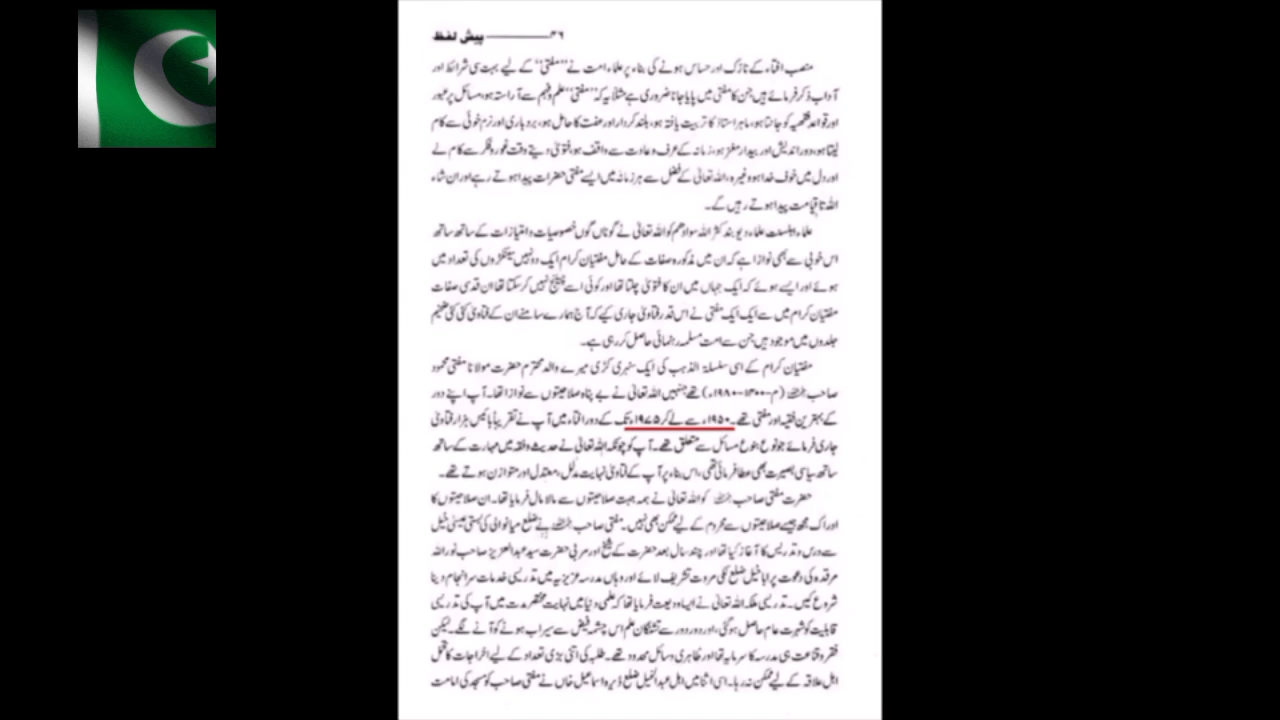 ۳۶ ——— پیش لفظ
منصب افتاء کے نازک اور حساس ہونے کی بناء پر علماء امت نے ”مفتی“ کے لیے بہت سی شرائط اور
آداب ذکر فرمائے ہیں جن کا مفتی میں پایا جانا ضروری ہے مثلاً یہ کہ ”مفتی“ علم و فہم سے آراستہ ہو، مسائل پر عبور
اور قواعد فقہیہ کو جانتا ہو، ماہر استاذ کا تربیت یافتہ ہو، بلند کردار اور عفت کا حامل ہو، بردباری اور نرم خوئی سے کام
لیتا ہو، دور اندیش اور بیدار مغز ہو، زمانہ کے عرف و عادت سے واقف ہو، فتویٰ دیتے وقت غور و فکر سے کام لے
اور دل میں خوف خدا ہو وغیرہ، اللہ تعالیٰ کے فضل سے ہر زمانہ میں ایسے مفتی حضرات پیدا ہوتے رہے اور ان شاء
اللہ تا قیامت پیدا ہوتے رہیں گے۔
علماء اہلسنت علماء دیوبند کثر اللہ سوادھم کو اللہ تعالیٰ نے گوناں گوں خصوصیات و امتیازات کے ساتھ ساتھ
اس خوبی سے بھی نوازا ہے کہ ان میں مذکورہ صفات کے حامل مفتیان کرام ایک دو نہیں سینکڑوں کی تعداد میں
ہوئے اور ایسے ہوئے کہ ایک جہاں میں ان کا فتویٰ چلتا تھا اور کوئی اسے چیلنج نہیں کر سکتا تھا ان قدسی صفات
مفتیان کرام میں سے ایک ایک مفتی نے اس قدر فتاویٰ جاری کیے کہ آج ہمارے سامنے ان کے فتاویٰ کئی کئی ضخیم
جلدوں میں موجود ہیں جن سے امت مسلمہ رہنمائی حاصل کر رہی ہے۔
مفتیان کرام کے اسی سلسلۃ الذہب کی ایک سنہری کڑی میرے والد محترم حضرت مولانا مفتی محمود
صاحب (م–۱۴۰۰–۱۹۸۰ء) تھے جنہیں اللہ تعالیٰ نے بے پناہ صلاحیتوں سے نوازا تھا۔ آپ اپنے دور
کے بہترین فقیہ اور مفتی تھے۔ ۱۹۵۰ء سے لے کر ۱۹۷۵ء تک کے دور افتاء میں آپ نے تقریباً بائیس ہزار فتاویٰ
جاری فرمائے جو نوع بنوع مسائل سے متعلق تھے۔ آپ کو چونکہ اللہ تعالیٰ نے حدیث و فقہ میں مہارت کے ساتھ
ساتھ سیاسی بصیرت بھی عطا فرمائی تھی، اس بناء پر آپ کے فتاویٰ نہایت مدلل، معتدل اور متوازن ہوتے تھے۔
حضرت مفتی صاحب کو اللہ تعالیٰ نے ہمہ جہت صلاحیتوں سے مالا مال فرمایا تھا۔ ان صلاحیتوں کا
ادراک مجھ جیسے صلاحیتوں سے محروم کے لیے ممکن بھی نہیں۔ مفتی صاحب نے ضلع میانوالی کی بستی عیسیٰ خیل
سے درس و تدریس کا آغاز کیا تھا اور چند سال بعد حضرت کے شیخ اور مربی حضرت سید عبدالعزیز صاحب نور اللہ
مرقدہ کی دعوت پر اباخیل ضلع لکی مروت تشریف لائے اور وہاں مدرسہ عزیزیہ میں تدریسی خدمات سرانجام دینا
شروع کیں۔ تدریسی ملکہ اللہ تعالیٰ نے ایسا ودیعت فرمایا تھا کہ علمی دنیا میں نہایت مختصر مدت میں آپ کی تدریسی
قابلیت کو شہرت عام حاصل ہو گئی، اور دور دور سے تشنگان علم اس چشمہ فیض سے سیراب ہونے کو آنے لگے۔ لیکن
فقر و قناعت ہی مدرسہ کا سرمایہ تھا اور ظاہری وسائل محدود تھے۔ طلبہ کی اتنی بڑی تعداد کے لیے اخراجات کا تحمل
اہل علاقہ کے لیے ممکن نہ رہا۔ اسی اثنا میں اہل عبدالخیل ضلع ڈیرہ اسماعیل خاں نے مفتی صاحب کو مسجد کی امامت